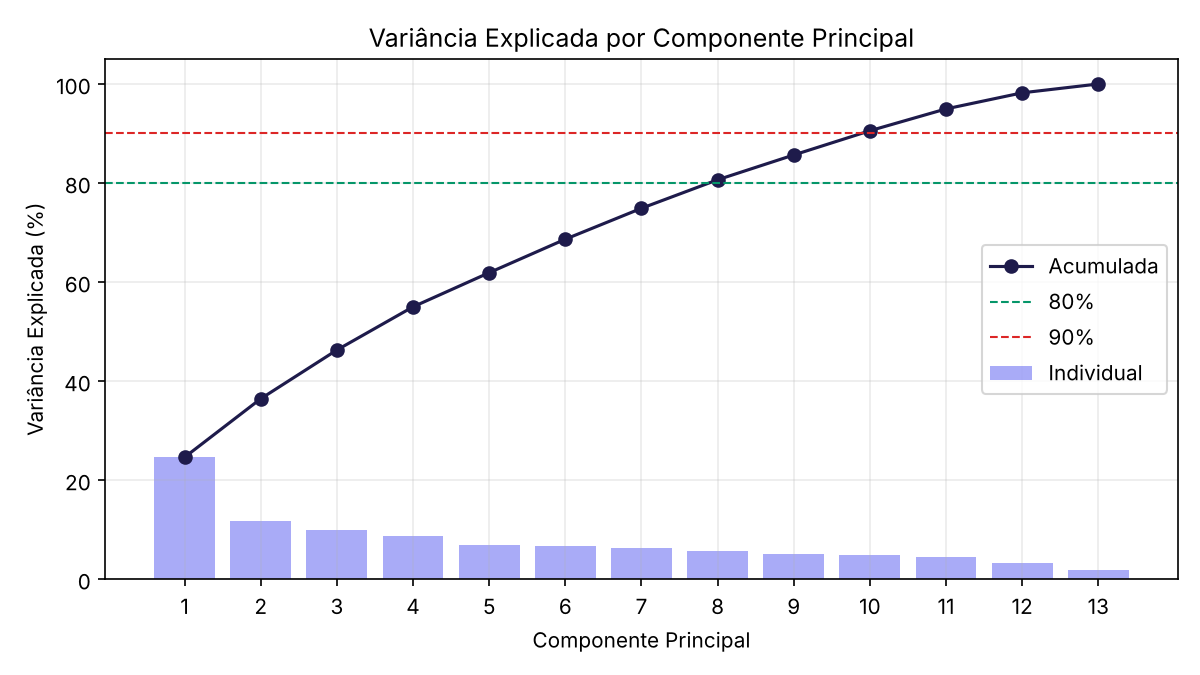 Variância Explicada por Componente Principal
Variância Explicada (%)
100
80
60
40
20
0
Acumulada
80%
90%
Individual
1 2 3 4 5 6 7 8 9 10 11 12 13
Componente Principal